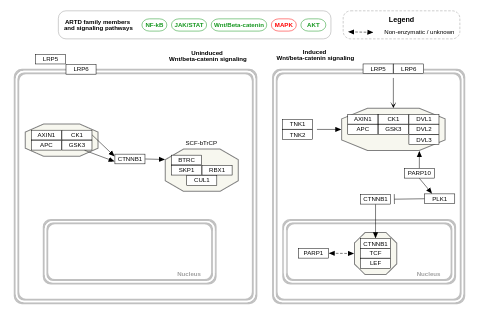 ARTD family members
and signaling pathways
NF-kB
JAK/STAT
Wnt/Beta-catenin
MAPK
AKT
Legend
Non-enzymatic / unknown
Uninduced
Wnt/beta-catenin signaling
LRP5
LRP6
AXIN1
CK1
APC
GSK3
CTNNB1
SCF-bTrCP
BTRC
SKP1
RBX1
CUL1
Nucleus
Induced
Wnt/beta-catenin signaling
LRP5
LRP6
TNK1
TNK2
AXIN1
CK1
DVL1
APC
GSK3
DVL2
DVL3
PARP10
CTNNB1
PLK1
PARP1
CTNNB1
TCF
LEF
Nucleus